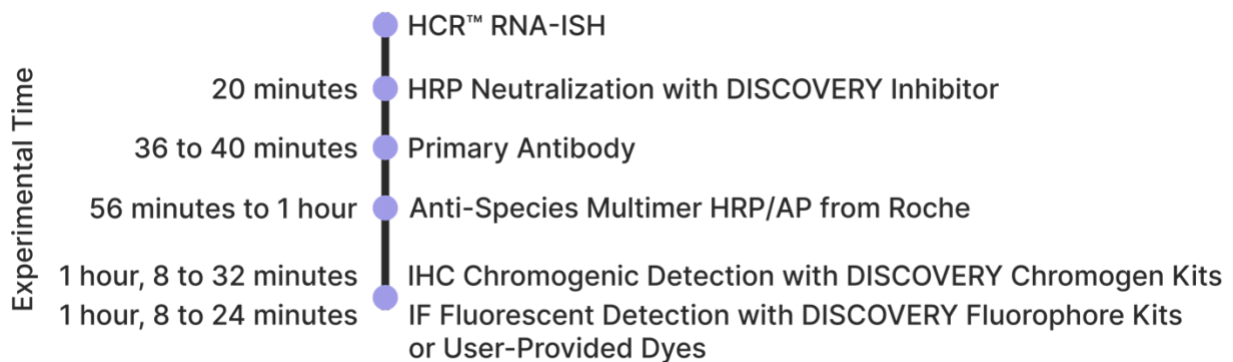 Experimental Time
HCR™ RNA-ISH
20 minutes HRP Neutralization with DISCOVERY Inhibitor
36 to 40 minutes Primary Antibody
56 minutes to 1 hour Anti-Species Multimer HRP/AP from Roche
1 hour, 8 to 32 minutes IHC Chromogenic Detection with DISCOVERY Chromogen Kits
1 hour, 8 to 24 minutes IF Fluorescent Detection with DISCOVERY Fluorophore Kits
or User-Provided Dyes